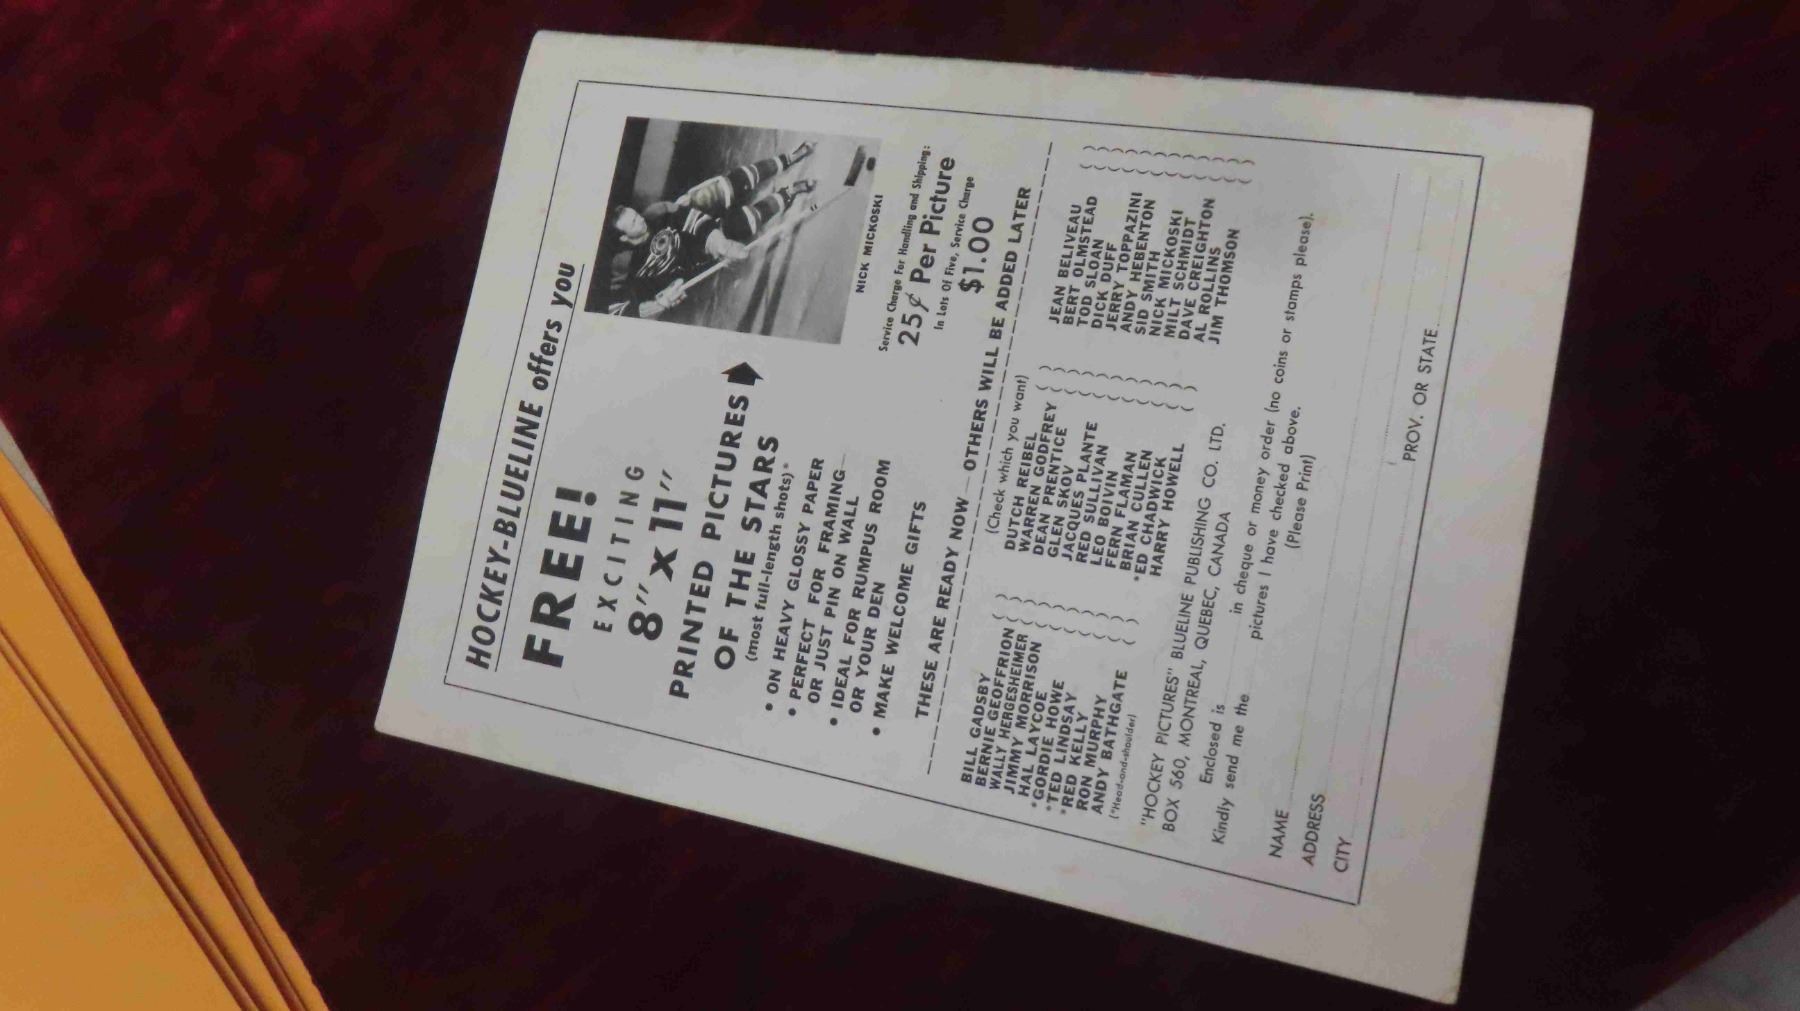 HOCKEY-BLUELINE offers you
FREE!
EXCITING
8" x 11"
PRINTED PICTURES
OF THE STARS
(most full-length shots)*
• ON HEAVY GLOSSY PAPER
• PERFECT FOR FRAMING
OR JUST PIN ON WALL
• IDEAL FOR RUMPUS ROOM
OR YOUR DEN
• MAKE WELCOME GIFTS
NICK MICKOSKI
Service Charge For Handling and Shipping:
25¢ Per Picture
In Lots Of Five, Service Charge
$1.00
THESE ARE READY NOW — OTHERS WILL BE ADDED LATER
(Check which you want)
BILL GADSBY ( )
BERNIE GEOFFRION ( )
WALLY HERGESHEIMER ( )
JIMMY MORRISON ( )
HAL LAYCOE ( )
*GORDIE HOWE ( )
*TED LINDSAY ( )
*RED KELLY ( )
RON MURPHY ( )
ANDY BATHGATE ( )
(*Head-and-shoulder)
DUTCH REIBEL ( )
WARREN GODFREY ( )
DEAN PRENTICE ( )
GLEN SKOV ( )
JACQUES PLANTE ( )
RED SULLIVAN ( )
LEO BOIVIN ( )
FERN FLAMAN ( )
BRIAN CULLEN ( )
*ED CHADWICK ( )
HARRY HOWELL ( )
JEAN BELIVEAU ( )
BERT OLMSTEAD ( )
TOD SLOAN ( )
DICK DUFF ( )
JERRY TOPPAZINI ( )
ANDY HEBENTON ( )
SID SMITH ( )
NICK MICKOSKI ( )
MILT SCHMIDT ( )
DAVE CREIGHTON ( )
AL ROLLINS ( )
JIM THOMSON ( )
"HOCKEY PICTURES" BLUELINE PUBLISHING CO. LTD.
BOX 560, MONTREAL, QUEBEC, CANADA
Enclosed is in cheque or money order (no coins or stamps please).
Kindly send me the pictures I have checked above.
(Please Print)
NAME
ADDRESS
CITY PROV. OR STATE